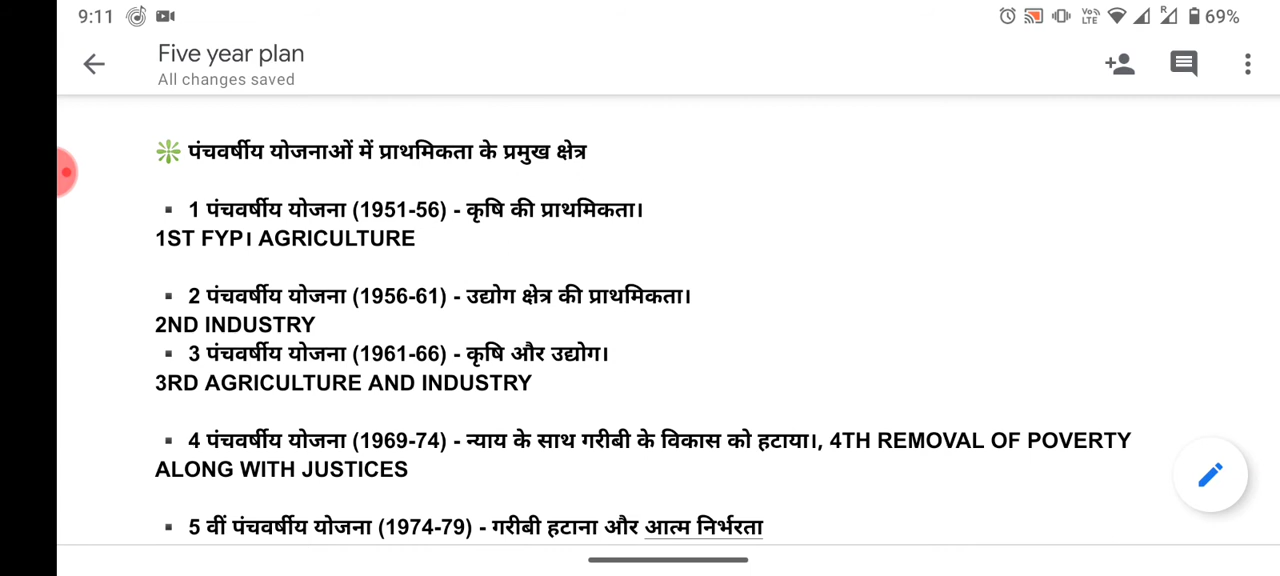 9:11 Vo)) LTE R 69%
Five year plan
All changes saved
पंचवर्षीय योजनाओं में प्राथमिकता के प्रमुख क्षेत्र
▪ 1 पंचवर्षीय योजना (1951-56) - कृषि की प्राथमिकता।
1ST FYP। AGRICULTURE
▪ 2 पंचवर्षीय योजना (1956-61) - उद्योग क्षेत्र की प्राथमिकता।
2ND INDUSTRY
▪ 3 पंचवर्षीय योजना (1961-66) - कृषि और उद्योग।
3RD AGRICULTURE AND INDUSTRY
▪ 4 पंचवर्षीय योजना (1969-74) - न्याय के साथ गरीबी के विकास को हटाया।, 4TH REMOVAL OF POVERTY
ALONG WITH JUSTICES
▪ 5 वीं पंचवर्षीय योजना (1974-79) - गरीबी हटाना और आत्म निर्भरता